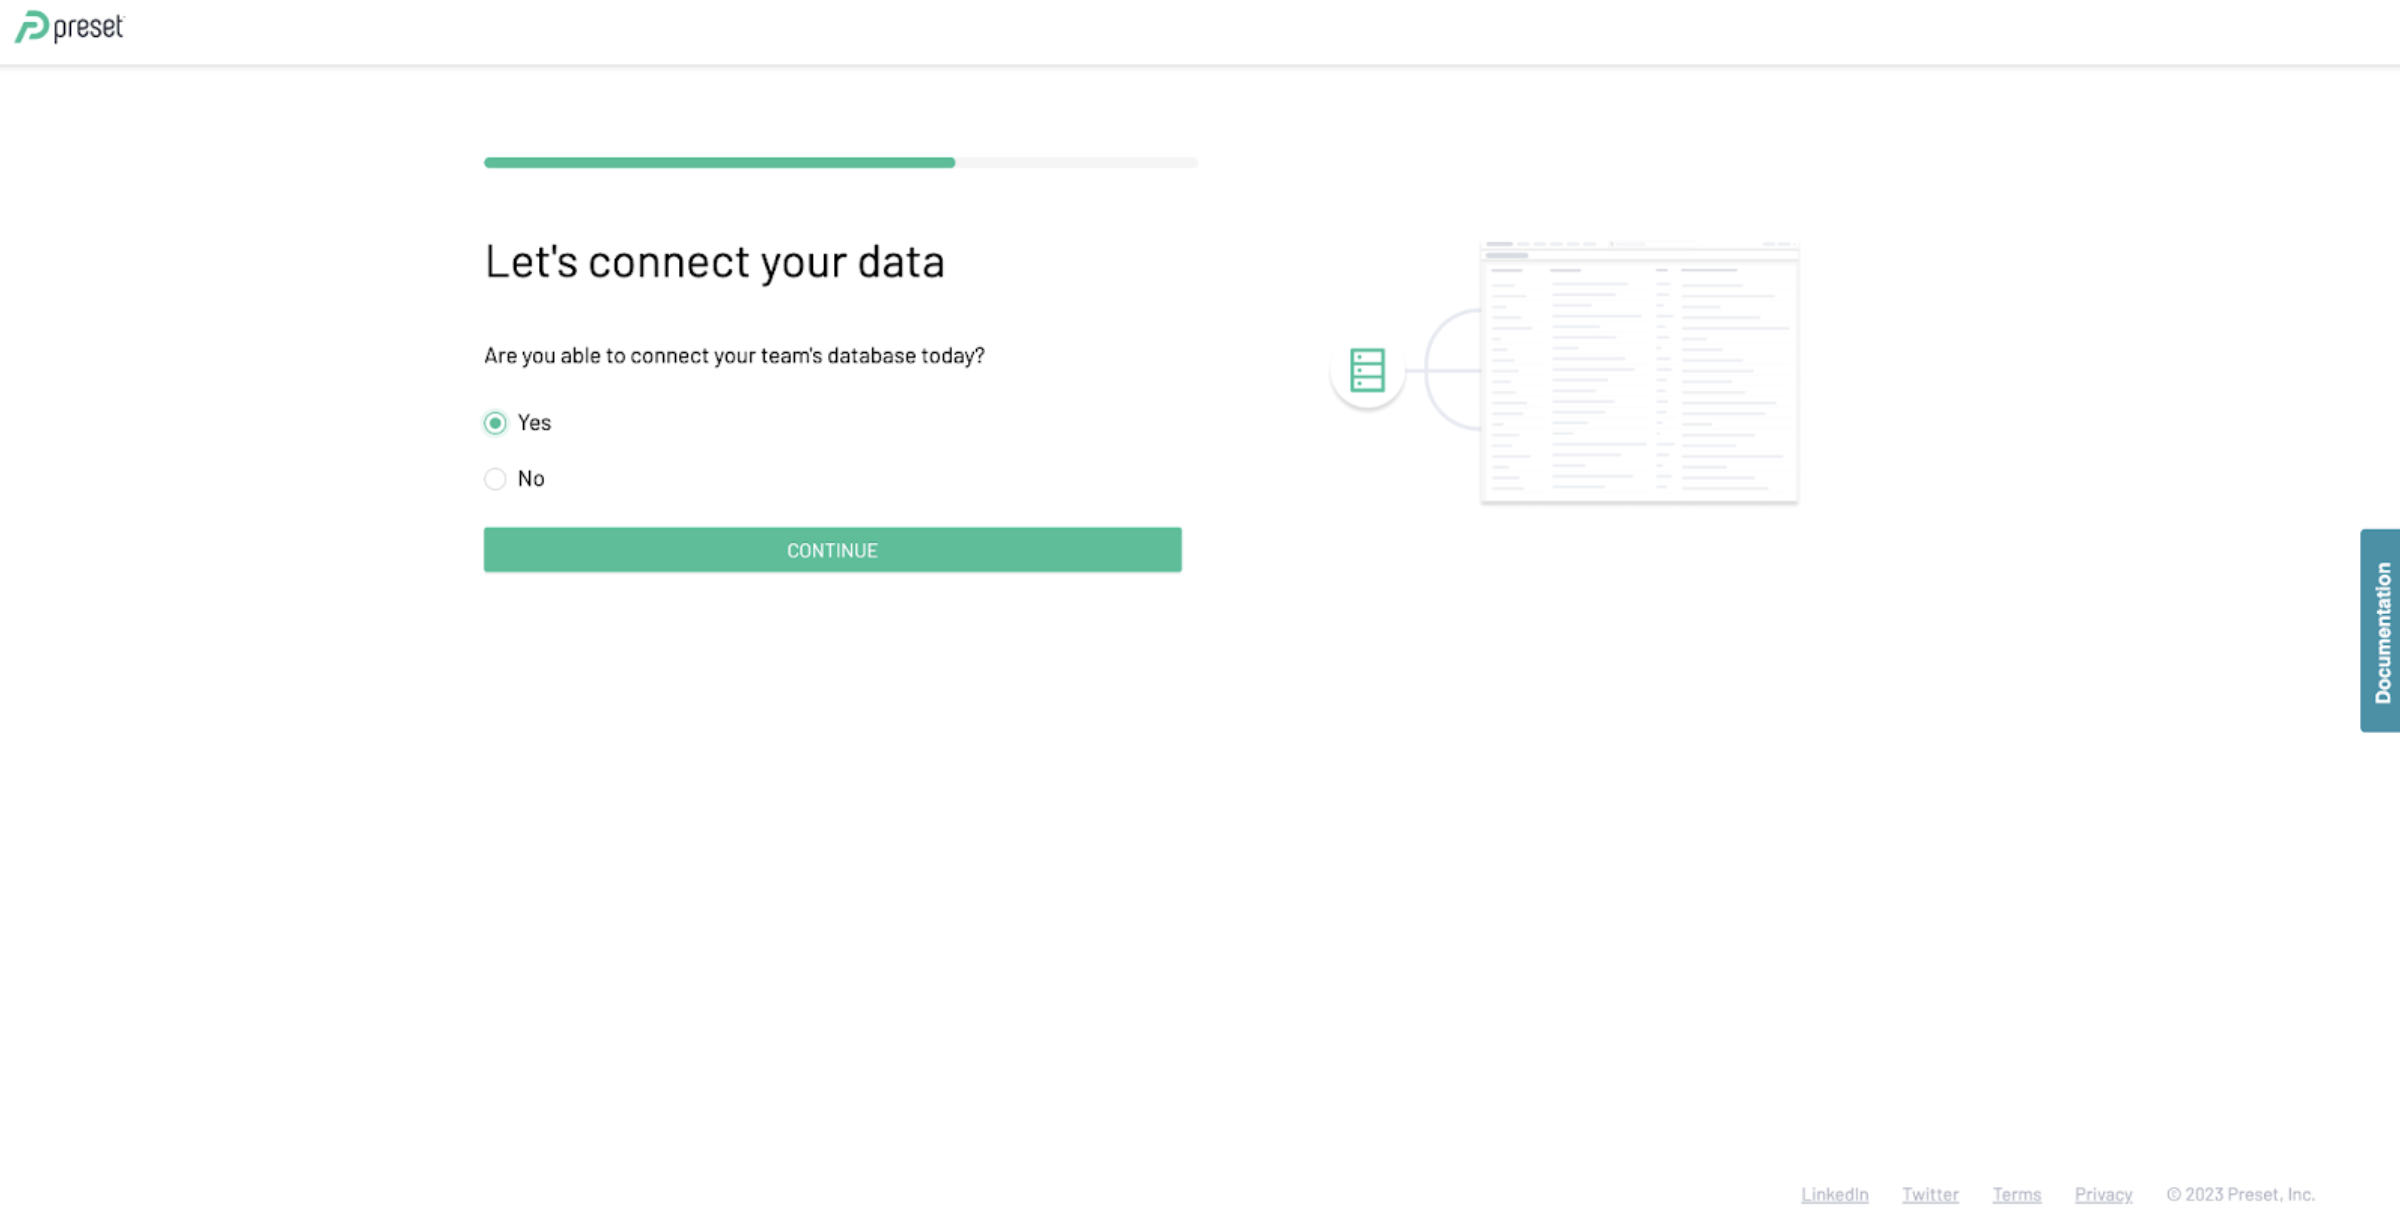 preset
Let's connect your data
Are you able to connect your team's database today?
Yes
No
CONTINUE
Documentation
LinkedIn Twitter Terms Privacy © 2023 Preset, Inc.